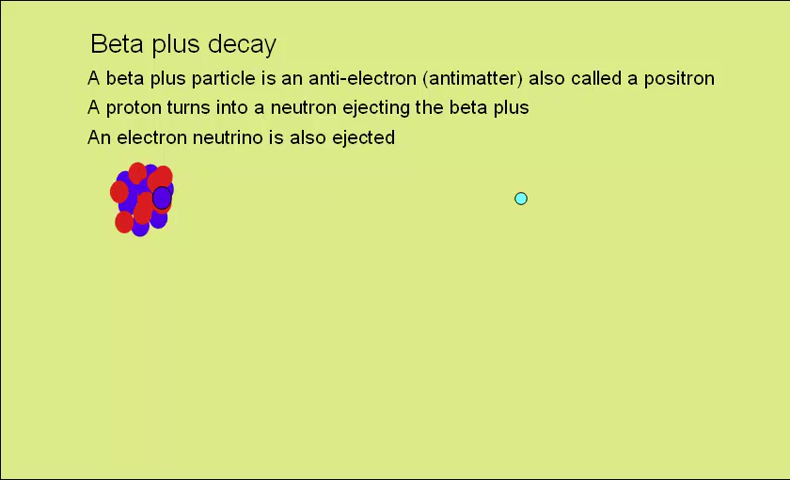 Beta plus decay
A beta plus particle is an anti-electron (antimatter) also called a positron
A proton turns into a neutron ejecting the beta plus
An electron neutrino is also ejected